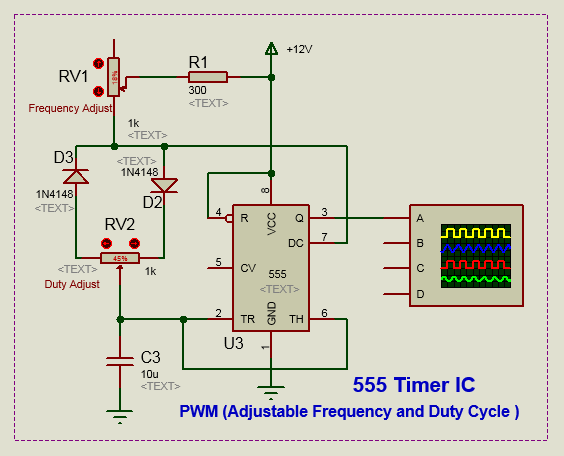 +12V
R1
RV1
18%
300
<TEXT>
Frequency Adjust
1k
<TEXT>
D3
<TEXT>
1N4148
1N4148
<TEXT>
D2
RV2
45%
<TEXT>
1k
Duty Adjust
8
VCC
4
R
Q
3
DC
7
5
CV
555
<TEXT>
2
TR
GND
TH
6
1
U3
A
B
C
D
C3
10u
<TEXT>
555 Timer IC
PWM (Adjustable Frequency and Duty Cycle )